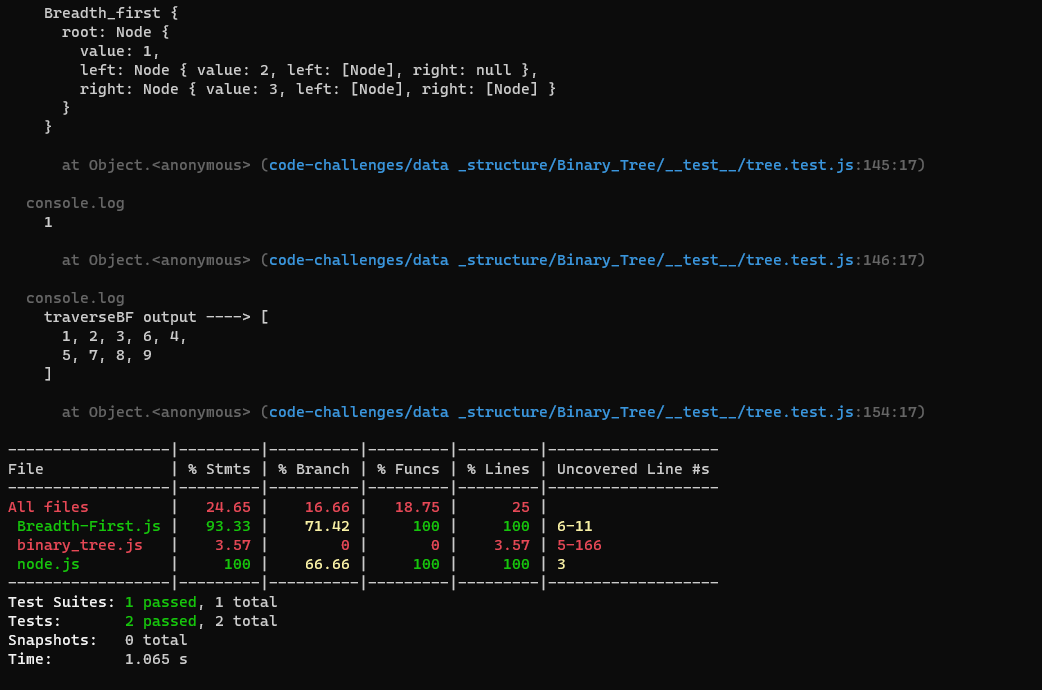 Breadth_first {
root: Node {
value: 1,
left: Node { value: 2, left: [Node], right: null },
right: Node { value: 3, left: [Node], right: [Node] }
}
}
at Object.<anonymous> (code-challenges/data _structure/Binary_Tree/__test__/tree.test.js:145:17)
console.log
1
at Object.<anonymous> (code-challenges/data _structure/Binary_Tree/__test__/tree.test.js:146:17)
console.log
traverseBF output ----> [
1, 2, 3, 6, 4,
5, 7, 8, 9
]
at Object.<anonymous> (code-challenges/data _structure/Binary_Tree/__test__/tree.test.js:154:17)
------------------|---------|----------|---------|---------|-------------------
File              | % Stmts | % Branch | % Funcs | % Lines | Uncovered Line #s
------------------|---------|----------|---------|---------|-------------------
All files         |   24.65 |    16.66 |   18.75 |      25 |
Breadth-First.js |   93.33 |    71.42 |     100 |     100 | 6-11
binary_tree.js   |    3.57 |        0 |       0 |    3.57 | 5-166
node.js          |     100 |    66.66 |     100 |     100 | 3
------------------|---------|----------|---------|---------|-------------------
Test Suites: 1 passed, 1 total
Tests:       2 passed, 2 total
Snapshots:   0 total
Time:        1.065 s